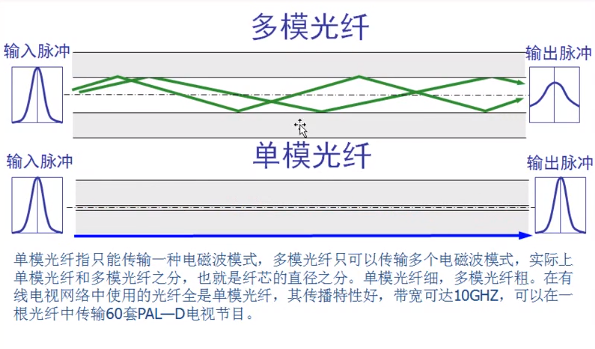 多模光纤
输入脉冲
输出脉冲
单模光纤
输入脉冲
输出脉冲
单模光纤指只能传输一种电磁波模式，多模光纤只可以传输多个电磁波模式，实际上
单模光纤和多模光纤之分，也就是纤芯的直径之分。单模光纤细，多模光纤粗。在有
线电视网络中使用的光纤全是单模光纤，其传播特性好，带宽可达10GHZ，可以在一
根光纤中传输60套PAL—D电视节目。